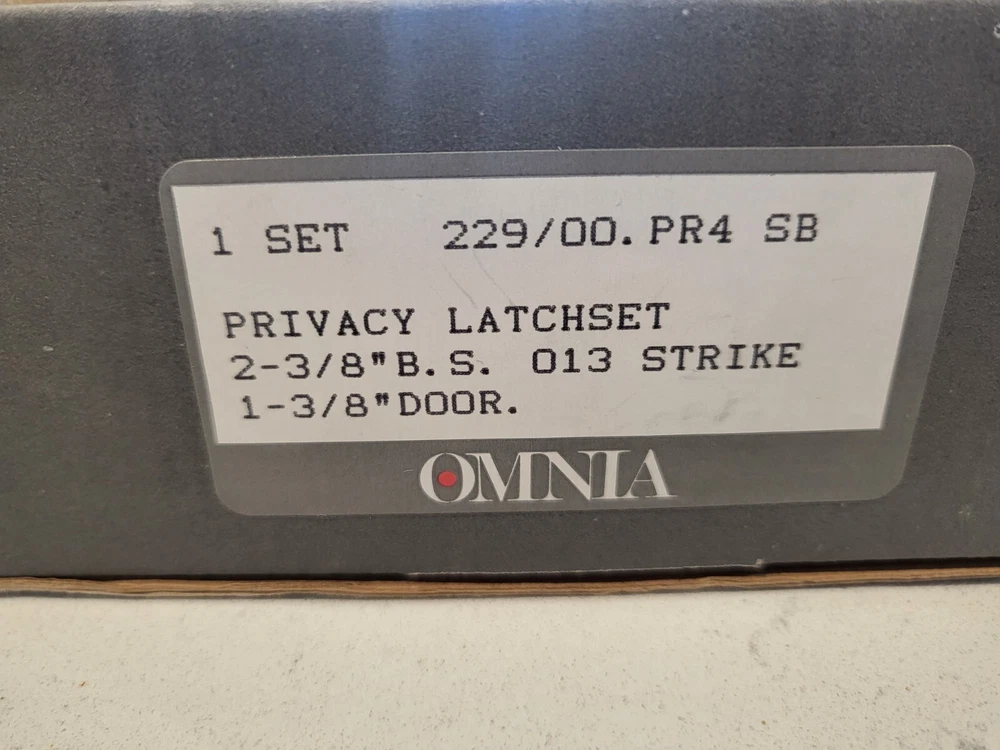 1 SET 229/00.PR4 SB
PRIVACY LATCHSET
2-3/8"B.S. 013 STRIKE
1-3/8"DOOR.
OMNIA